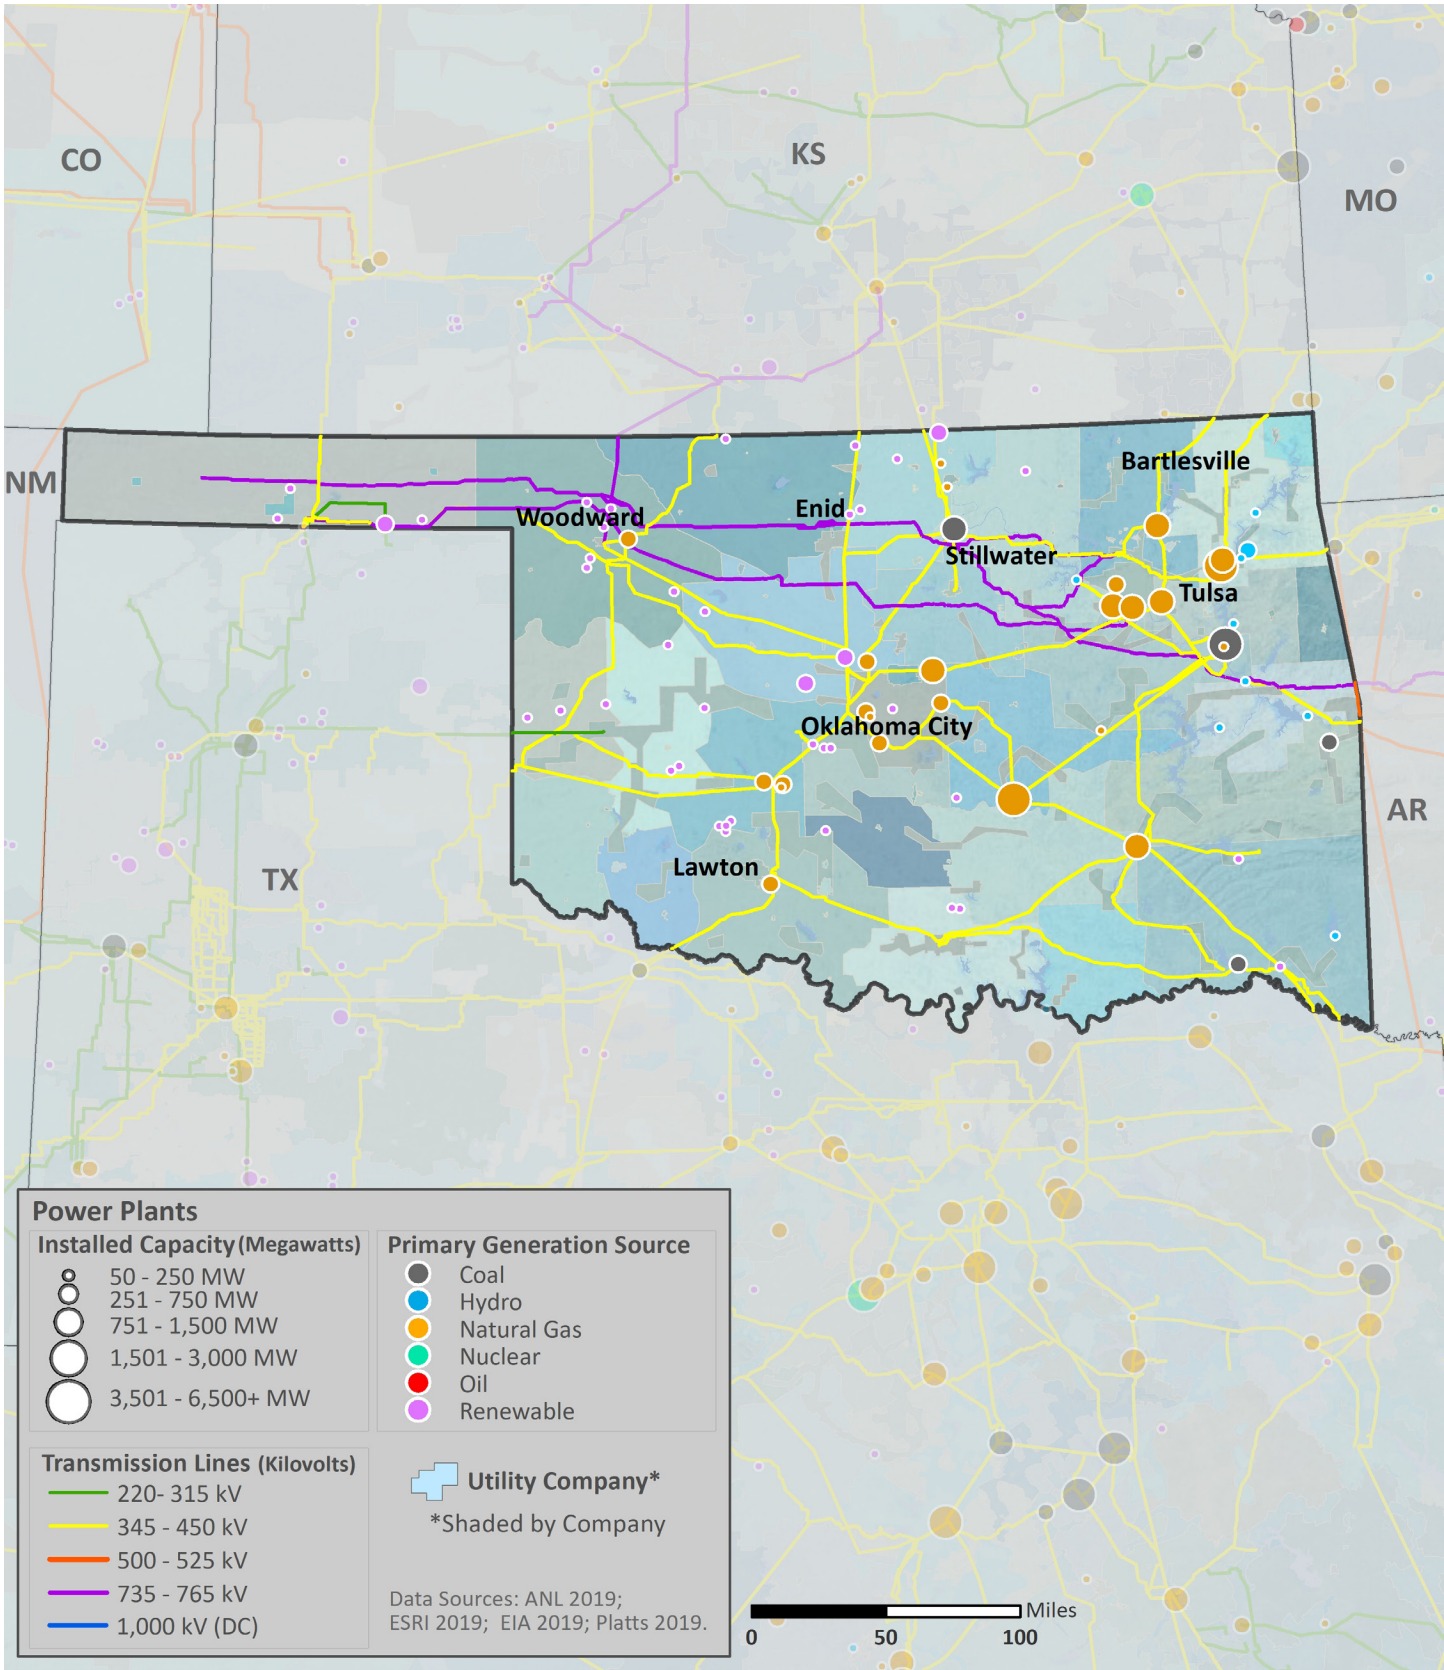 CO
KS
MO
NM
Bartlesville
Woodward
Enid
Stillwater
Tulsa
Oklahoma City
AR
Lawton
TX
Power Plants
Installed Capacity (Megawatts)
50 - 250 MW
251 - 750 MW
751 - 1,500 MW
1,501 - 3,000 MW
3,501 - 6,500+ MW
Primary Generation Source
Coal
Hydro
Natural Gas
Nuclear
Oil
Renewable
Transmission Lines (Kilovolts)
220- 315 kV
345 - 450 kV
500 - 525 kV
735 - 765 kV
1,000 kV (DC)
Utility Company*
*Shaded by Company
Data Sources: ANL 2019;
ESRI 2019; EIA 2019; Platts 2019.
Miles
0 50 100